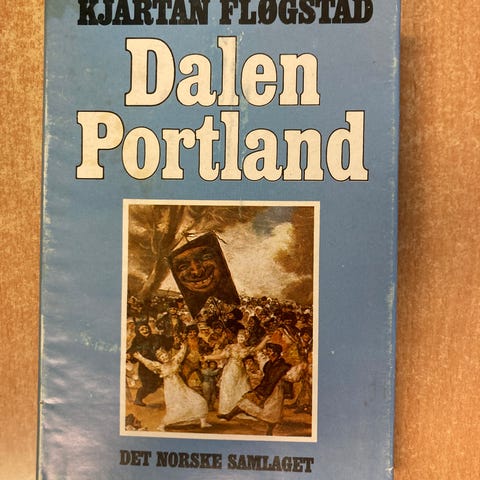 KJARTAN FLØGSTAD
Dalen
Portland
DET NORSKE SAMLAGET